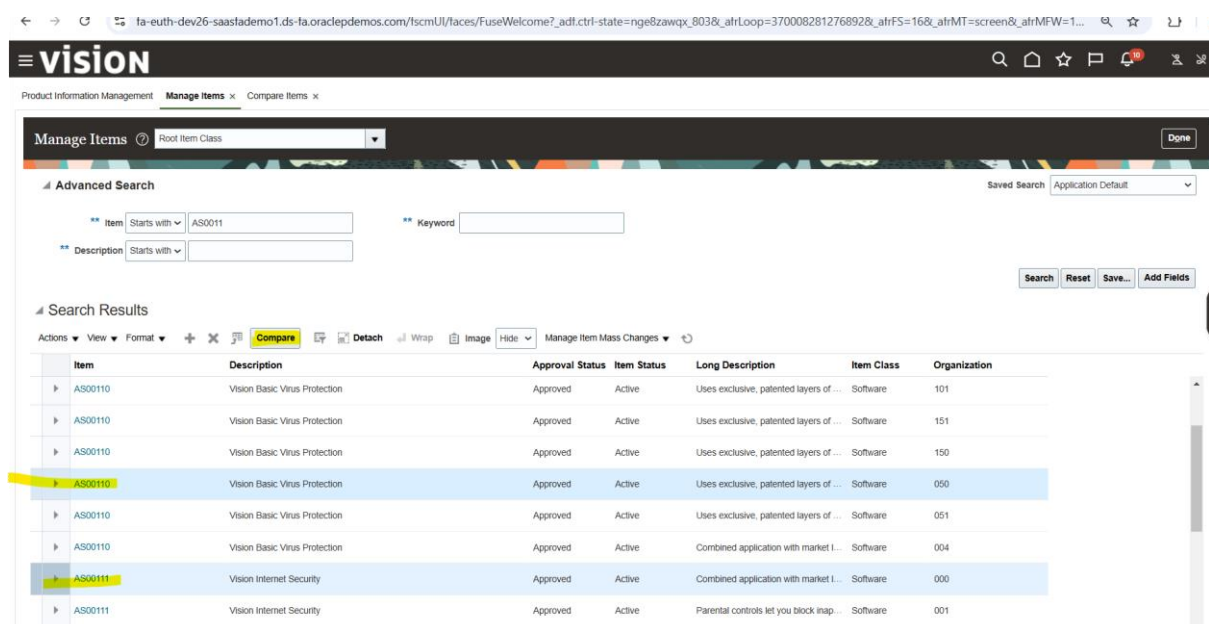 fa-euth-dev26-saasfademo1.ds-fa.oraclepdemos.com/fscmUI/faces/FuseWelcome?_adf.ctrl-state=nge8zawqx_803&_afrLoop=3700082812768928&_afrFS=16&_afrMT=screen&_afrMFW=1...
VISION
10
Product Information Management Manage Items × Compare Items ×
Manage Items ? Root Item Class Done
Advanced Search Saved Search Application Default
** Item Starts with AS0011 ** Keyword
** Description Starts with
Search Reset Save... Add Fields
Search Results
Actions View Format Compare Detach Wrap Image Hide Manage Item Mass Changes
Item Description Approval Status Item Status Long Description Item Class Organization
AS00110 Vision Basic Virus Protection Approved Active Uses exclusive, patented layers of ... Software 101
AS00110 Vision Basic Virus Protection Approved Active Uses exclusive, patented layers of ... Software 151
AS00110 Vision Basic Virus Protection Approved Active Uses exclusive, patented layers of ... Software 150
AS00110 Vision Basic Virus Protection Approved Active Uses exclusive, patented layers of ... Software 050
AS00110 Vision Basic Virus Protection Approved Active Uses exclusive, patented layers of ... Software 051
AS00110 Vision Basic Virus Protection Approved Active Combined application with market l... Software 004
AS00111 Vision Internet Security Approved Active Combined application with market l... Software 000
AS00111 Vision Internet Security Approved Active Parental controls let you block inap... Software 001